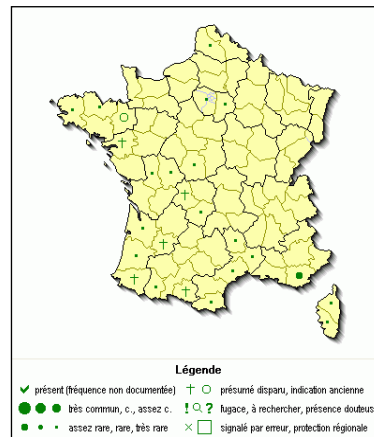 Légende
présent (fréquence non documentée) présumé disparu, indication ancienne
très commun, c., assez c. fugace, à rechercher, présence douteus
assez rare, rare, très rare signalé par erreur, protection régionale